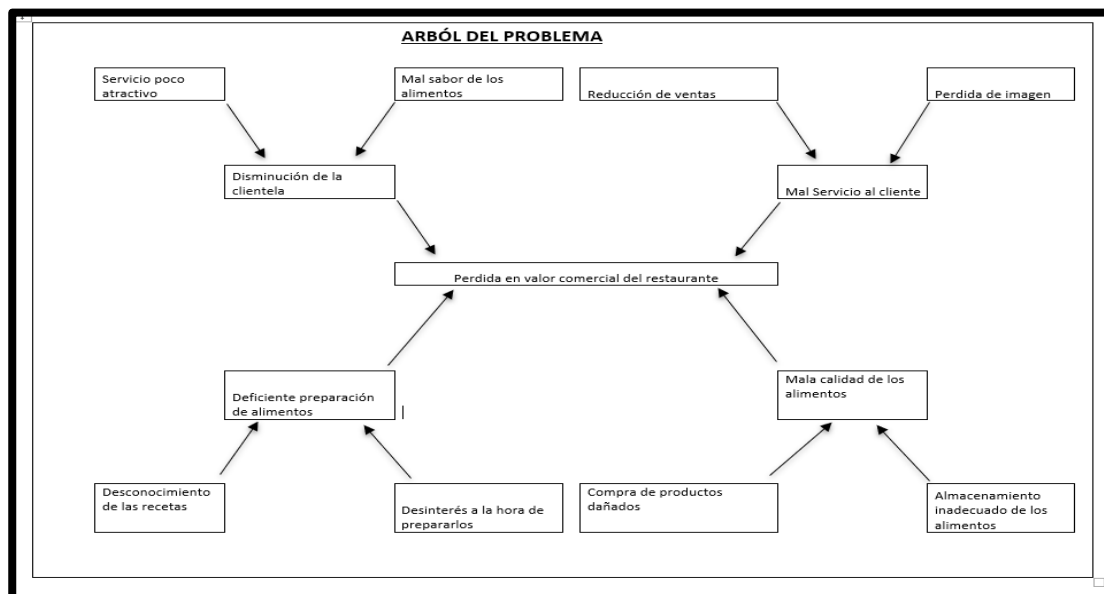 ARBÓL DEL PROBLEMA
Servicio poco
atractivo
Mal sabor de los
alimentos
Reducción de ventas
Perdida de imagen
Disminución de la
clientela
Mal Servicio al cliente
Perdida en valor comercial del restaurante
Deficiente preparación
de alimentos
Mala calidad de los
alimentos
Desconocimiento
de las recetas
Desinterés a la hora de
prepararlos
Compra de productos
dañados
Almacenamiento
inadecuado de los
alimentos